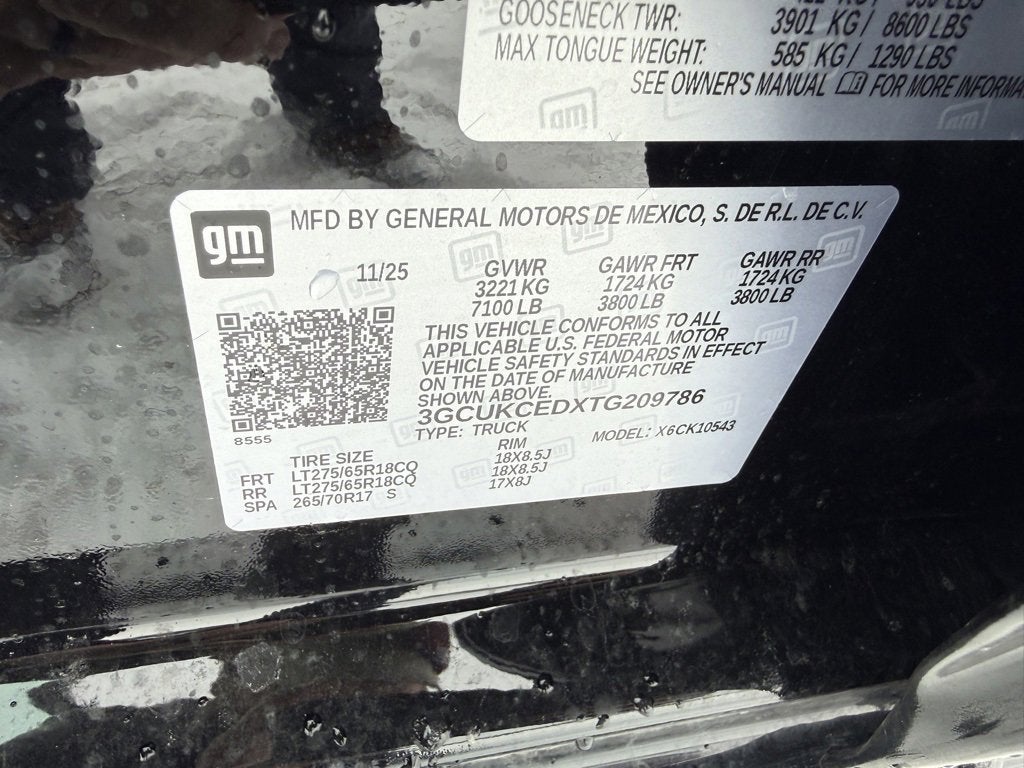 GOOSENECK TWR: 3901 KG / 8600 LBS
MAX TONGUE WEIGHT: 585 KG / 1290 LBS
SEE OWNER'S MANUAL FOR MORE INFORMA
gm
gm
gm MFD BY GENERAL MOTORS DE MEXICO, S. DE R.L. DE C.V.
11/25 GVWR GAWR FRT GAWR RR
3221 KG 1724 KG 1724 KG
7100 LB 3800 LB 3800 LB
THIS VEHICLE CONFORMS TO ALL
APPLICABLE U.S. FEDERAL MOTOR
VEHICLE SAFETY STANDARDS IN EFFECT
ON THE DATE OF MANUFACTURE
SHOWN ABOVE.
3GCUKCEDXTG209786
8555
TYPE: TRUCK MODEL: X6CK10543
TIRE SIZE RIM
FRT LT275/65R18CQ 18X8.5J
RR LT275/65R18CQ 18X8.5J
SPA 265/70R17 S 17X8J